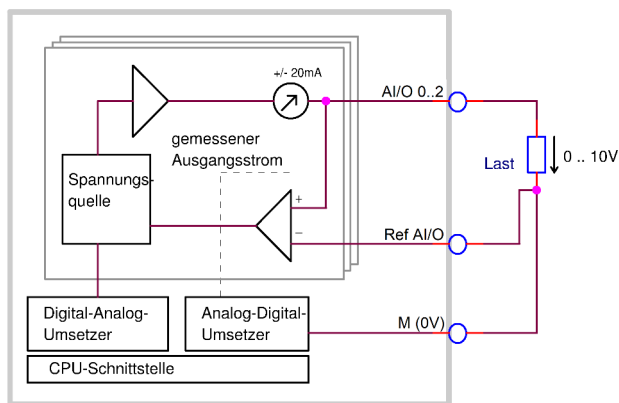 +/- 20mA
AI/O 0..2
gemessener
Ausgangsstrom
Last
0 .. 10V
Spannungs-
quelle
+
–
Ref AI/O
Digital-Analog-
Umsetzer
Analog-Digital-
Umsetzer
M (0V)
CPU-Schnittstelle